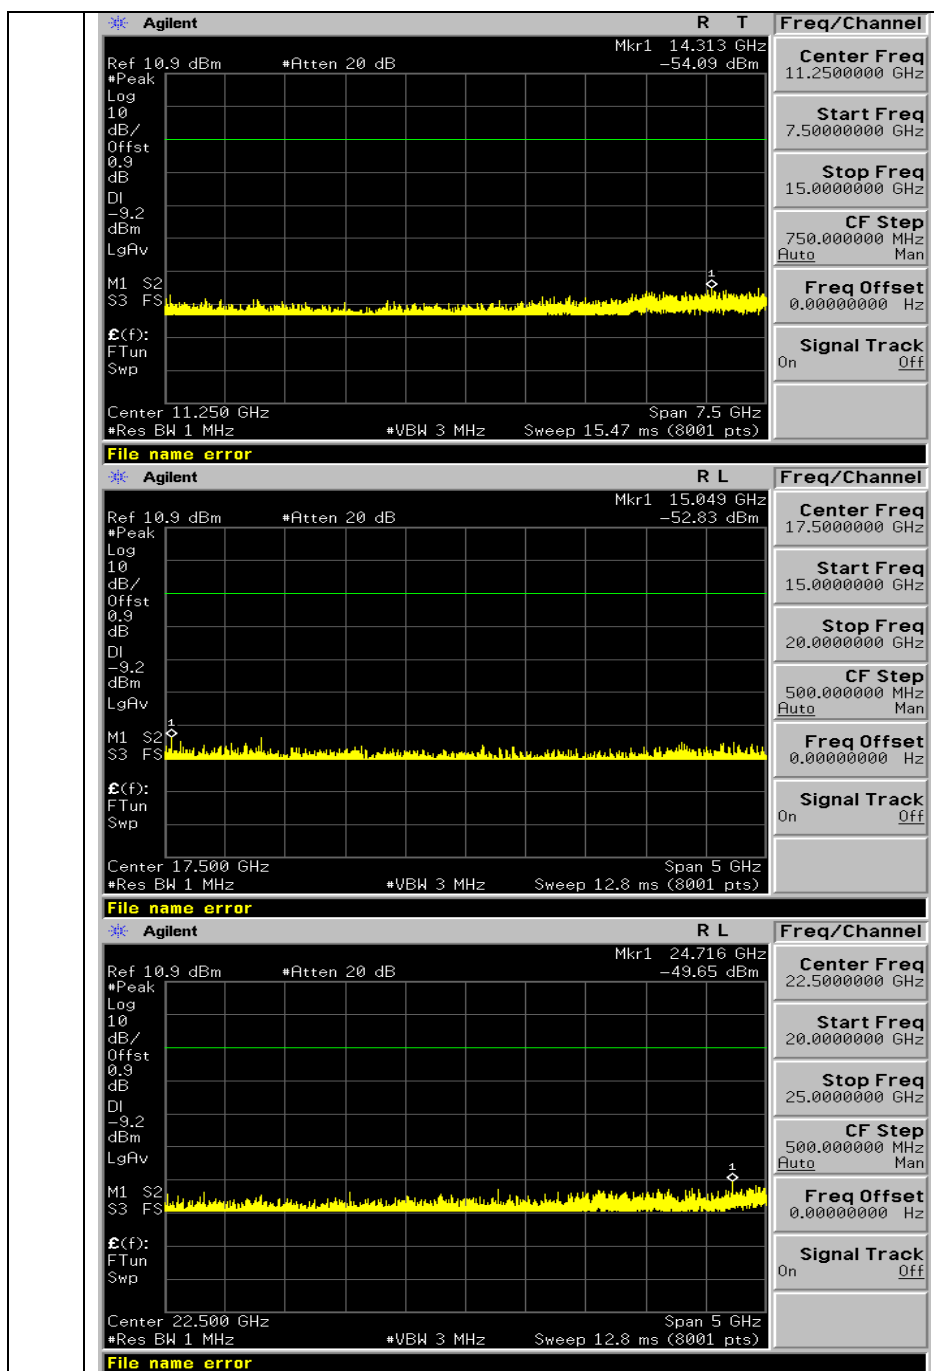 Agilent R T Freq/Channel
Mkr1 14.313 GHz
Ref 10.9 dBm #Atten 20 dB -54.09 dBm
#Peak
Log
10
dB/
Offst
0.9
dB
DI
-9.2
dBm
LgAv
M1 S2
S3 FS
£(f):
FTun
Swp
1
Center 11.250 GHz Span 7.5 GHz
#Res BW 1 MHz #VBW 3 MHz Sweep 15.47 ms (8001 pts)
File name error
Center Freq
11.2500000 GHz
Start Freq
7.50000000 GHz
Stop Freq
15.0000000 GHz
CF Step
750.000000 MHz
Auto Man
Freq Offset
0.00000000 Hz
Signal Track
On Off
Agilent R L Freq/Channel
Mkr1 15.049 GHz
Ref 10.9 dBm #Atten 20 dB -52.83 dBm
#Peak
Log
10
dB/
Offst
0.9
dB
DI
-9.2
dBm
LgAv
M1 S2
S3 FS
£(f):
FTun
Swp
1
Center 17.500 GHz Span 5 GHz
#Res BW 1 MHz #VBW 3 MHz Sweep 12.8 ms (8001 pts)
File name error
Center Freq
17.5000000 GHz
Start Freq
15.0000000 GHz
Stop Freq
20.0000000 GHz
CF Step
500.000000 MHz
Auto Man
Freq Offset
0.00000000 Hz
Signal Track
On Off
Agilent R L Freq/Channel
Mkr1 24.716 GHz
Ref 10.9 dBm #Atten 20 dB -49.65 dBm
#Peak
Log
10
dB/
Offst
0.9
dB
DI
-9.2
dBm
LgAv
M1 S2
S3 FS
£(f):
FTun
Swp
1
Center 22.500 GHz Span 5 GHz
#Res BW 1 MHz #VBW 3 MHz Sweep 12.8 ms (8001 pts)
File name error
Center Freq
22.5000000 GHz
Start Freq
20.0000000 GHz
Stop Freq
25.0000000 GHz
CF Step
500.000000 MHz
Auto Man
Freq Offset
0.00000000 Hz
Signal Track
On Off